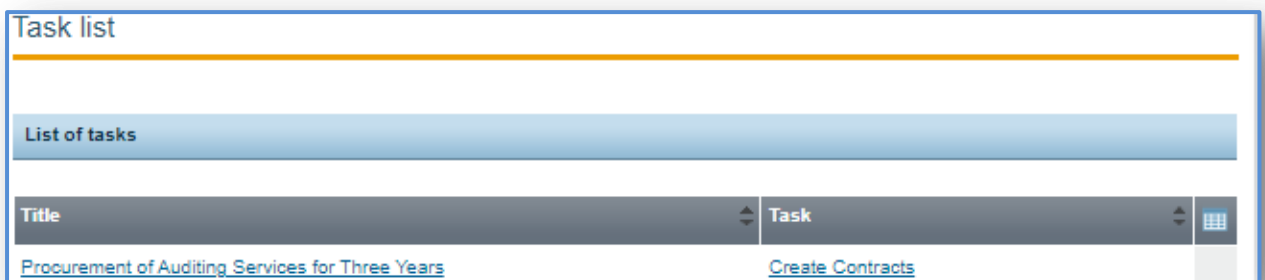 Task list
List of tasks
Title Task
Procurement of Auditing Services for Three Years Create Contracts